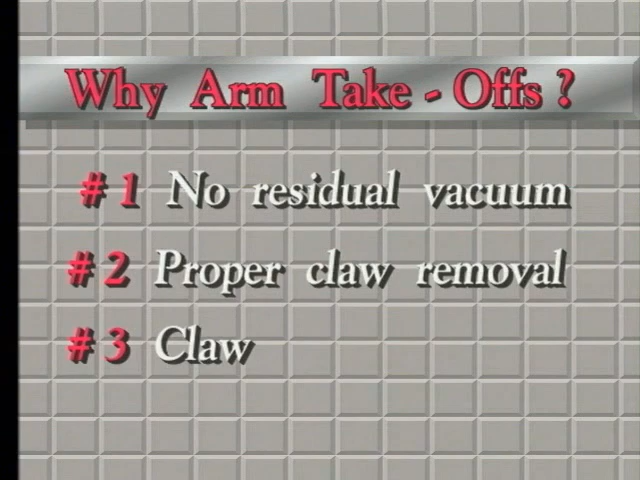 Why Arm Take - Offs ?
# 1 No residual vacuum
# 2 Proper claw removal
# 3 Claw